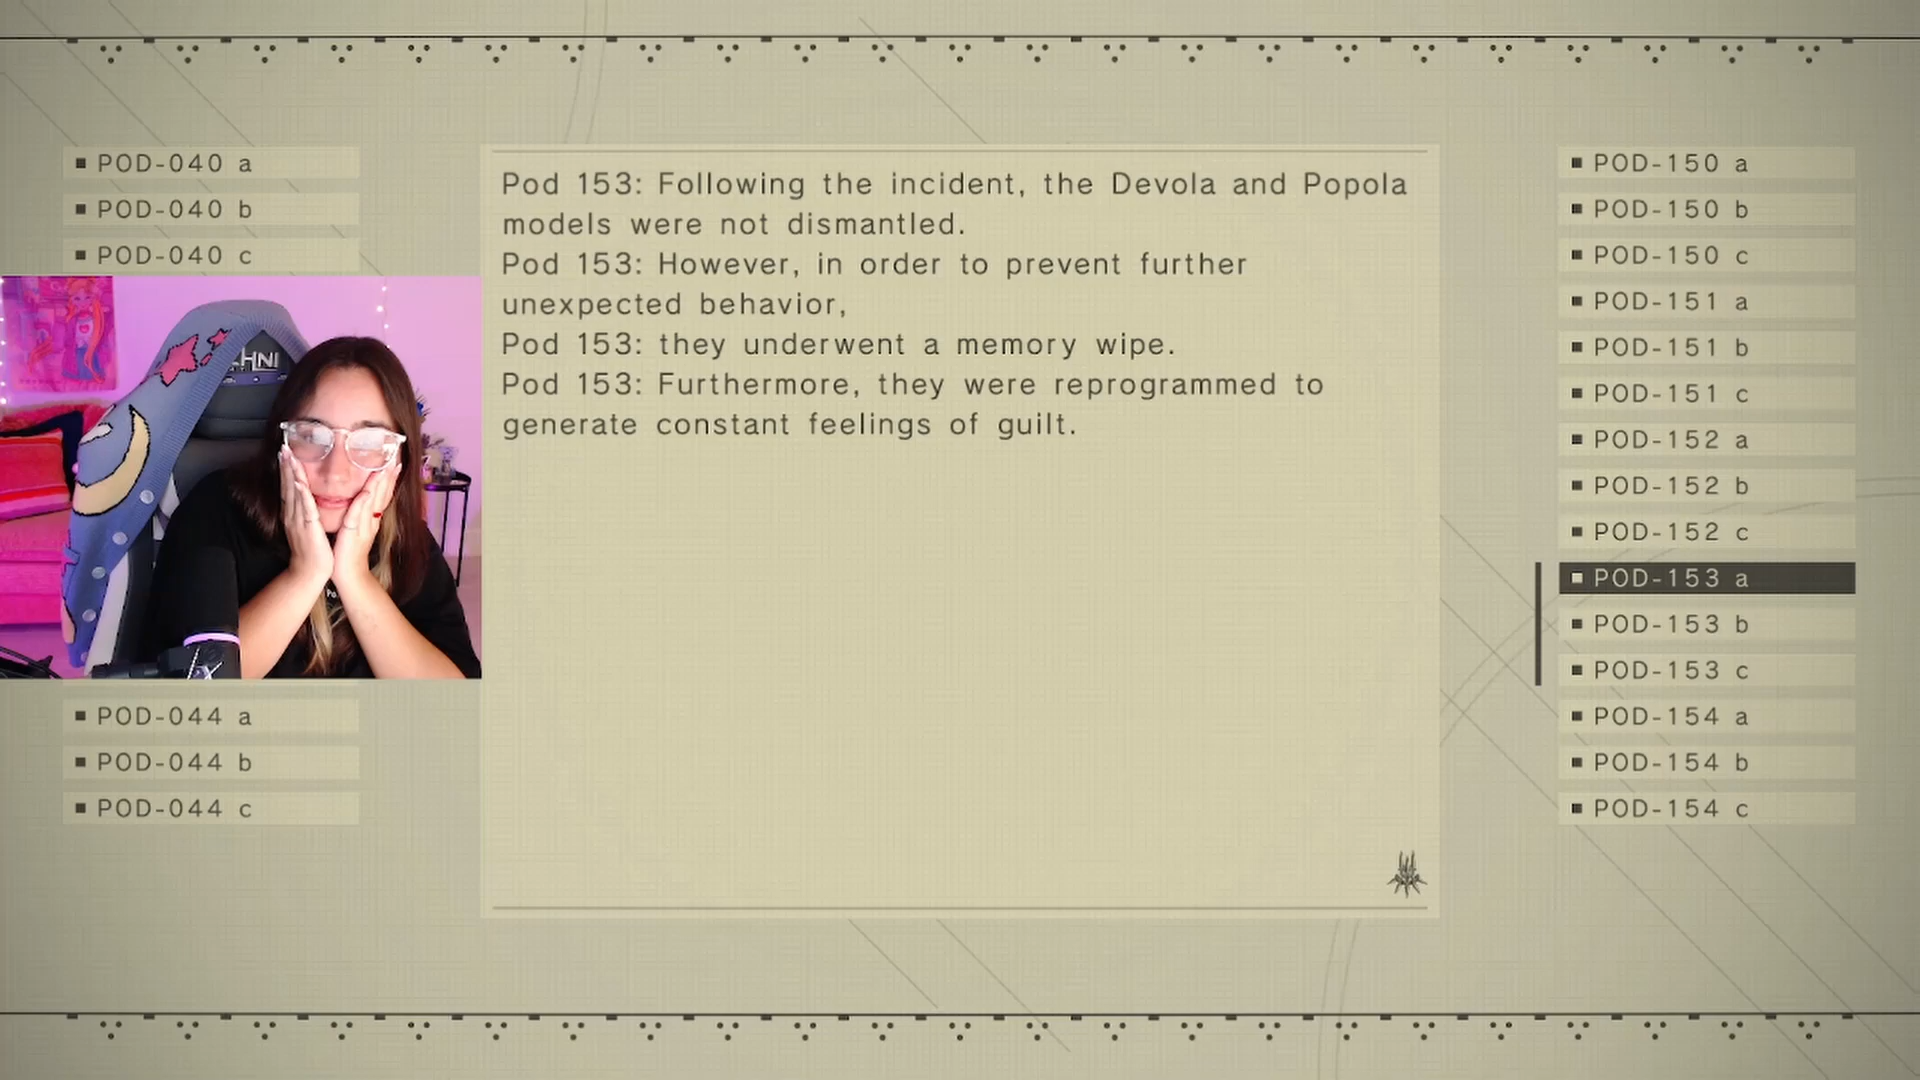 POD-040 a
POD-040 b
POD-040 c
POD-044 a
POD-044 b
POD-044 c
Pod 153: Following the incident, the Devola and Popola
models were not dismantled.
Pod 153: However, in order to prevent further
unexpected behavior,
Pod 153: they underwent a memory wipe.
Pod 153: Furthermore, they were reprogrammed to
generate constant feelings of guilt.
POD-150 a
POD-150 b
POD-150 c
POD-151 a
POD-151 b
POD-151 c
POD-152 a
POD-152 b
POD-152 c
POD-153 a
POD-153 b
POD-153 c
POD-154 a
POD-154 b
POD-154 c